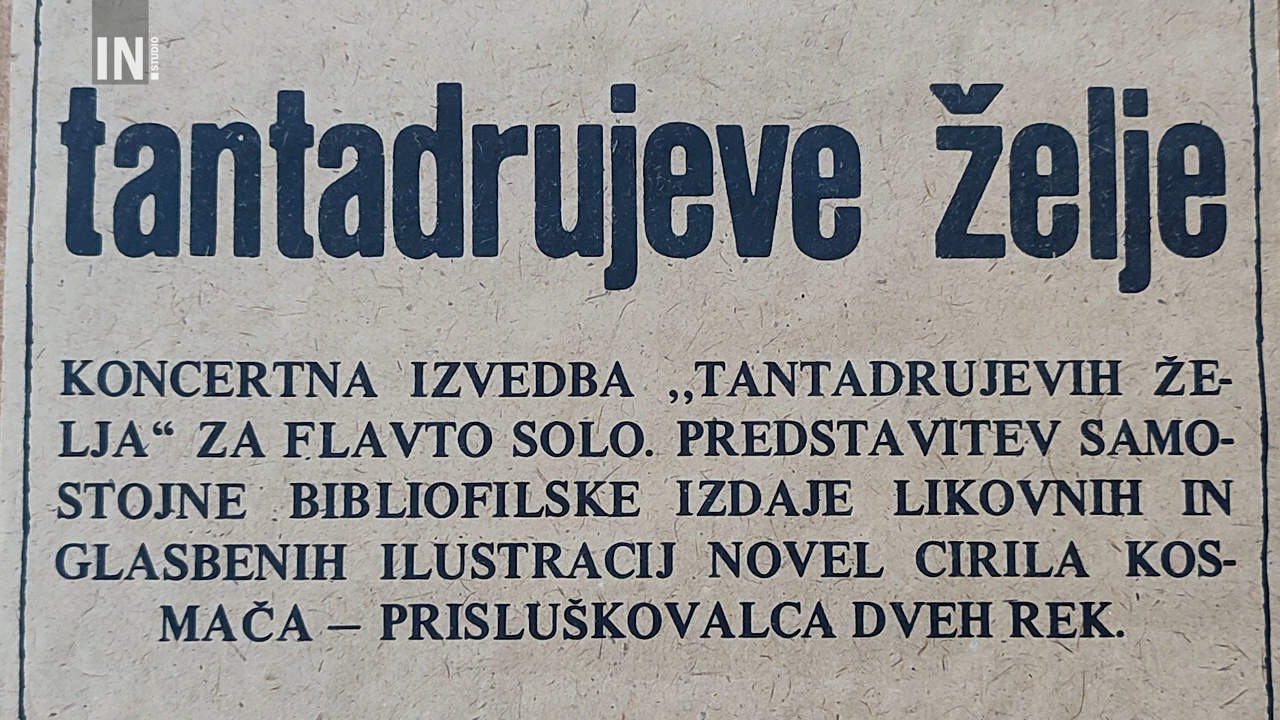 IN!
STUDIO
tantadrujeve želje
KONCERTNA IZVEDBA ,,TANTADRUJEVIH ŽE-
LJA“ ZA FLAVTO SOLO. PREDSTAVITEV SAMO-
STOJNE BIBLIOFILSKE IZDAJE LIKOVNIH IN
GLASBENIH ILUSTRACIJ NOVEL CIRILA KOS-
MAČA – PRISLUŠKOVALCA DVEH REK.